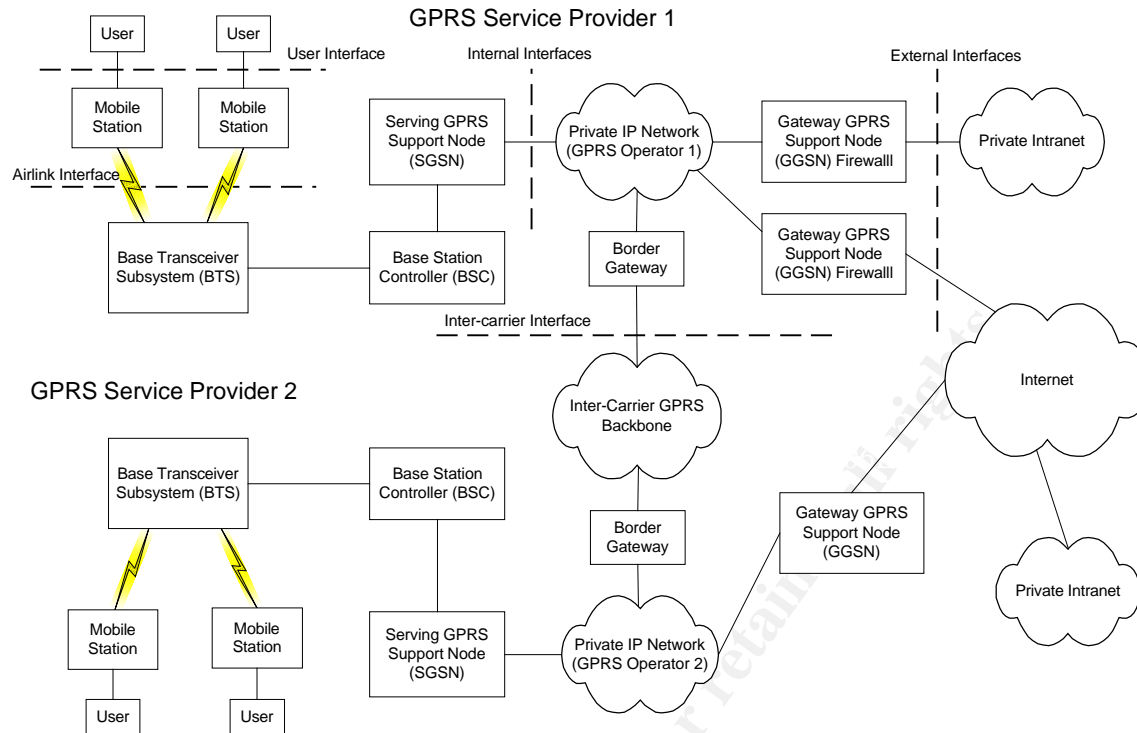 GPRS Service Provider 1
User
User
User Interface
Internal Interfaces
External Interfaces
Mobile
Station
Mobile
Station
Serving GPRS
Support Node
(SGSN)
Private IP Network
(GPRS Operator 1)
Gateway GPRS
Support Node
(GGSN) Firewalll
Private Intranet
Airlink Interface
Base Transceiver
Subsystem (BTS)
Base Station
Controller (BSC)
Border
Gateway
Gateway GPRS
Support Node
(GGSN) Firewalll
Inter-carrier Interface
GPRS Service Provider 2
Inter-Carrier GPRS
Backbone
Internet
Base Transceiver
Subsystem (BTS)
Base Station
Controller (BSC)
Border
Gateway
Gateway GPRS
Support Node
(GGSN)
Private Intranet
Mobile
Station
Mobile
Station
Serving GPRS
Support Node
(SGSN)
Private IP Network
(GPRS Operator 2)
User
User
retain
rights